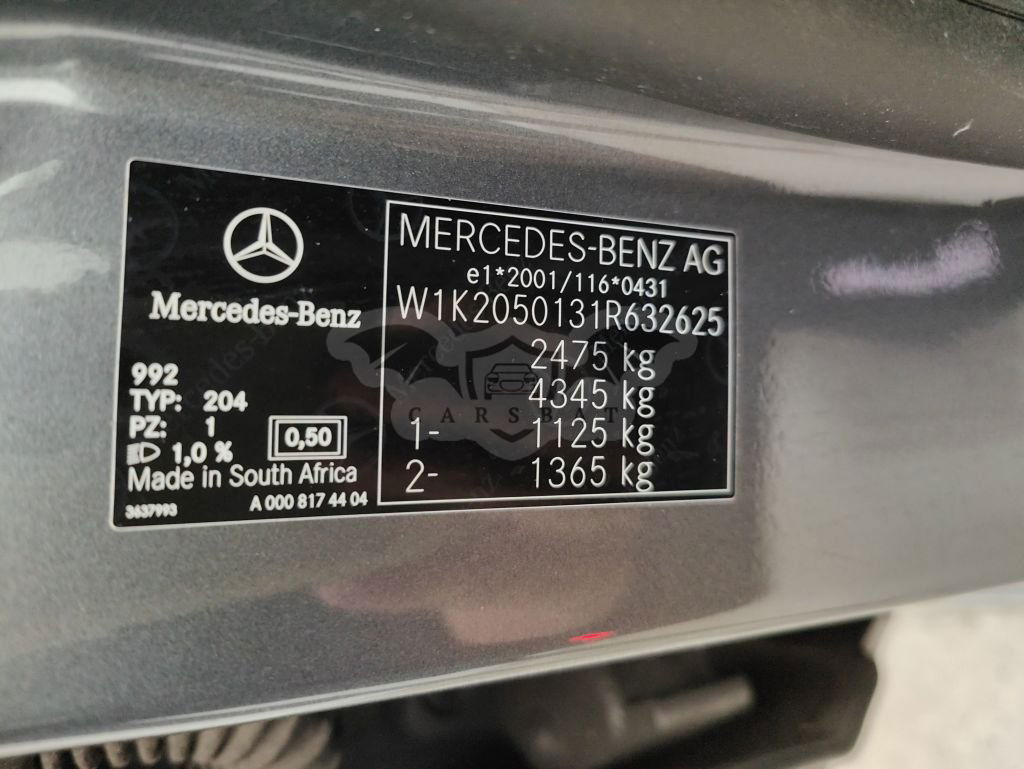 Mercedes-Benz
992
TYP: 204
PZ: 1
1,0 %
0,50
Made in South Africa
3637993
A 000 817 44 04
MERCEDES-BENZ AG
e1*2001/116*0431
W1K2050131R632625
2475 kg
4345 kg
1- 1125 kg
2- 1365 kg
CARSBAT